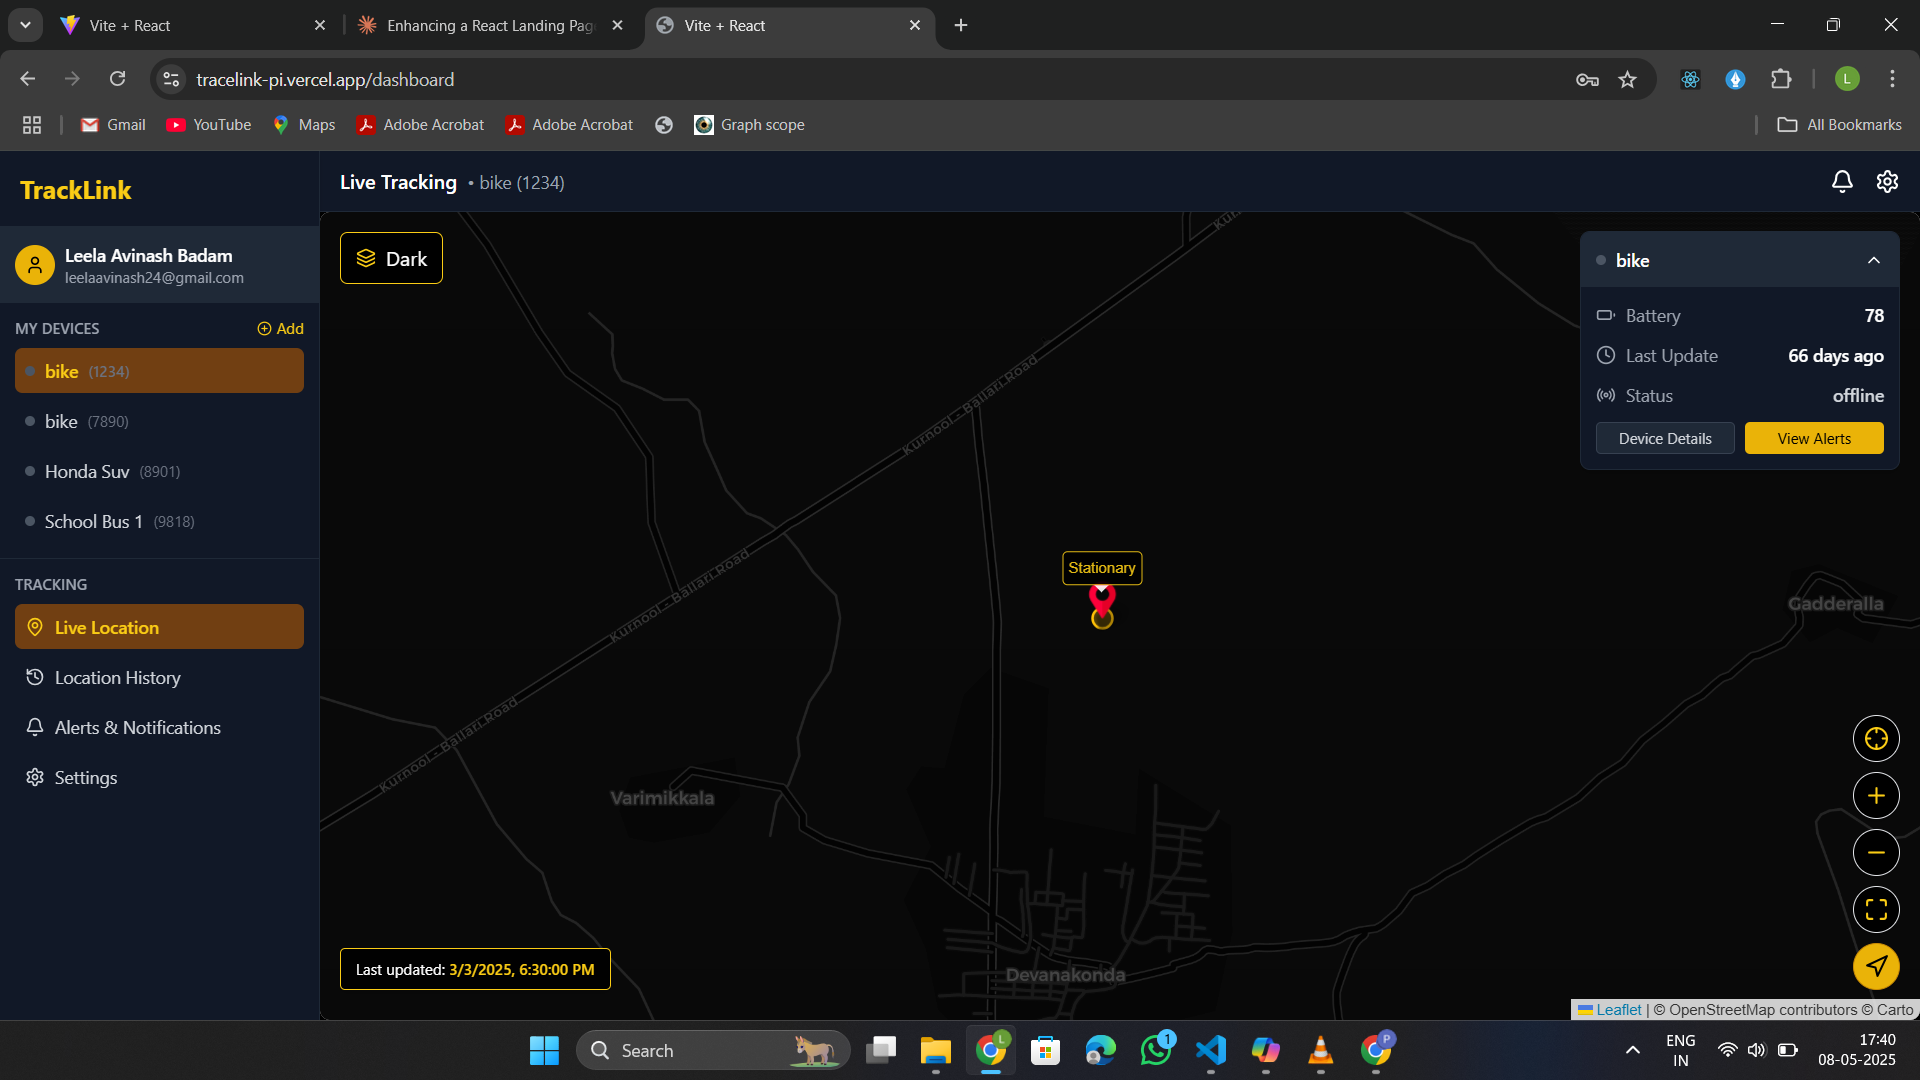 Vite + React
Enhancing a React Landing Pag
Vite + React
tracelink-pi.vercel.app/dashboard
L
Gmail
YouTube
Maps
Adobe Acrobat
Adobe Acrobat
Graph scope
All Bookmarks
TrackLink
Live Tracking • bike (1234)
Leela Avinash Badam
leelaavinash24@gmail.com
MY DEVICES
Add
bike (1234)
bike (7890)
Honda Suv (8901)
School Bus 1 (9818)
TRACKING
Live Location
Location History
Alerts & Notifications
Settings
Dark
Kurnool - Ballari Road
Kurnool - Ballari Road
Kurnool - Ballari Road
Kur
Stationary
Gadderalla
Varimikkala
Devanakonda
bike
Battery 78
Last Update 66 days ago
Status offline
Device Details
View Alerts
Last updated: 3/3/2025, 6:30:00 PM
Leaflet | © OpenStreetMap contributors © Carto
Search
L
1
P
ENG
IN
17:40
08-05-2025